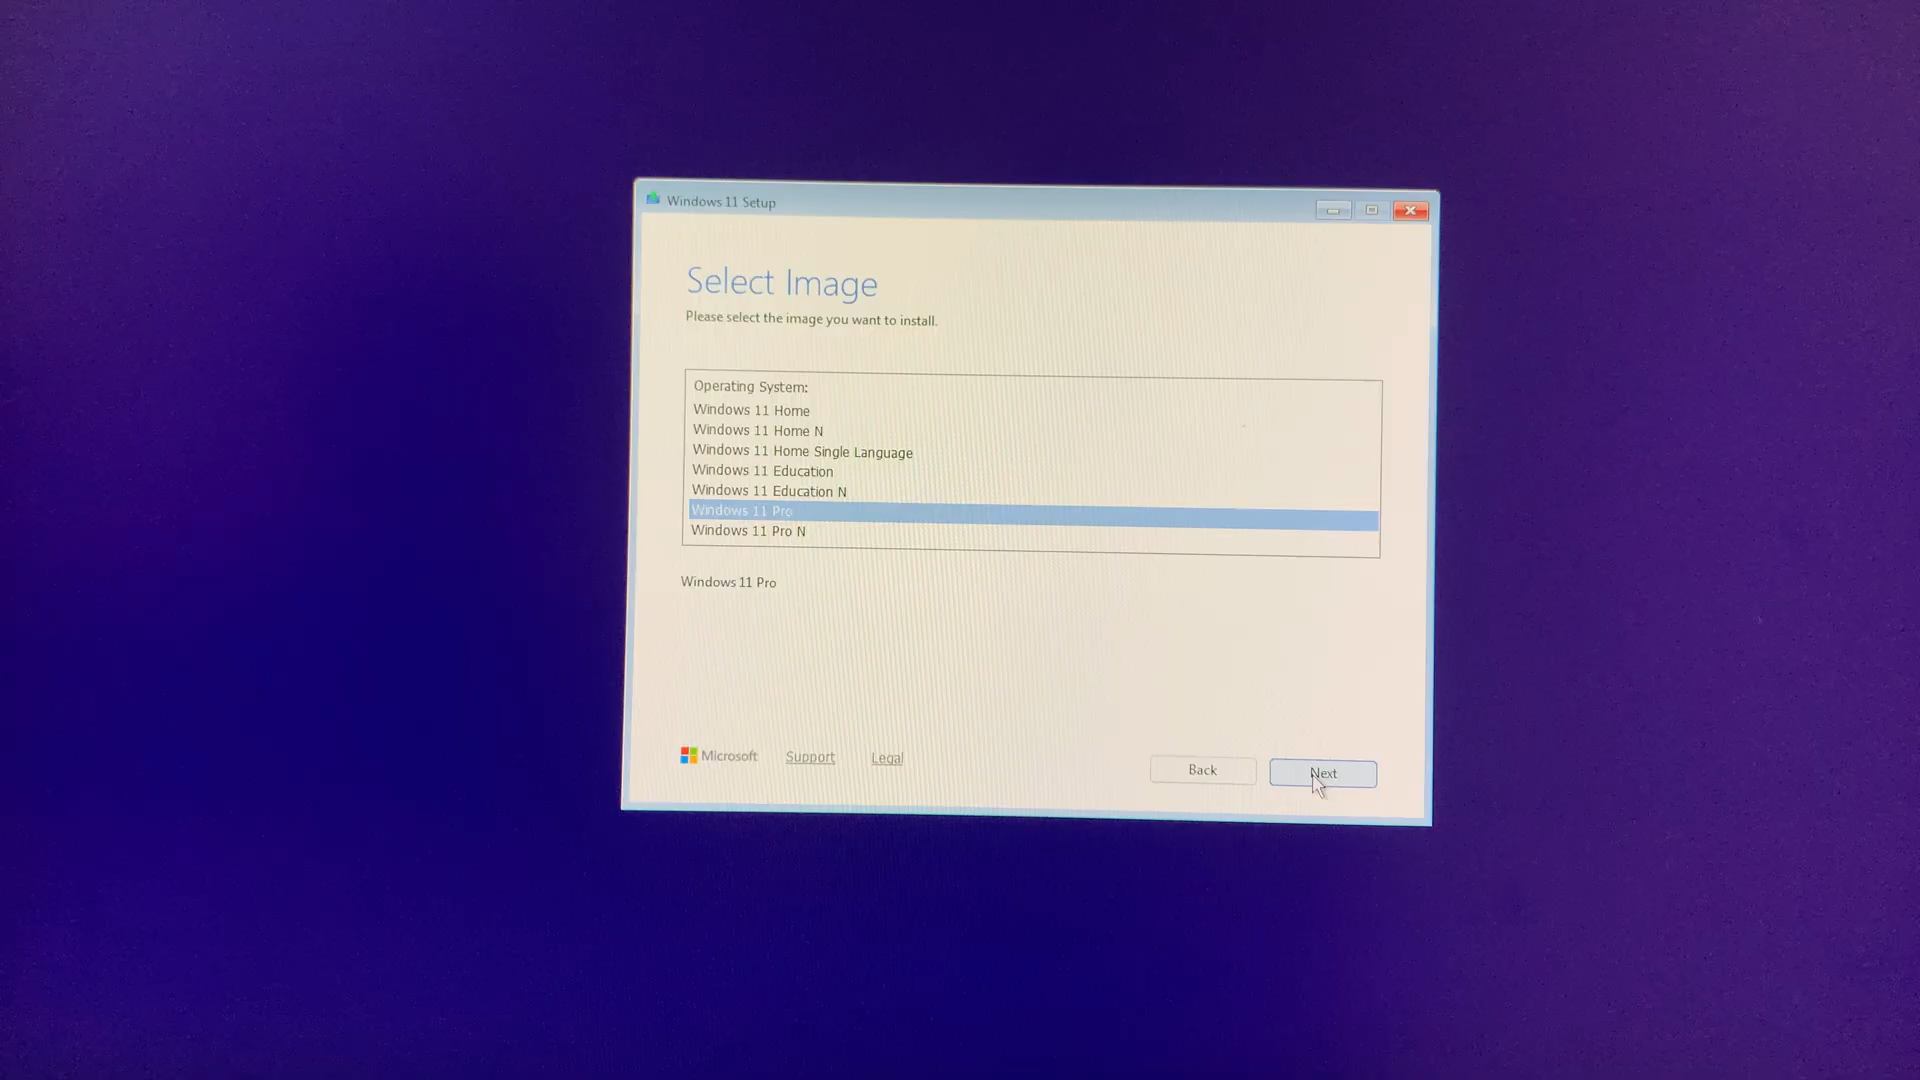 Windows 11 Setup
Select Image
Please select the image you want to install.
Operating System:
Windows 11 Home
Windows 11 Home N
Windows 11 Home Single Language
Windows 11 Education
Windows 11 Education N
Windows 11 Pro
Windows 11 Pro N
Windows 11 Pro
Microsoft Support Legal
Back Next